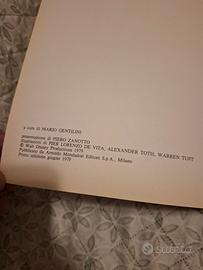 a cura di MARIO GENTILINI
presentazione di PIERO ZANOTTO
illustrazioni di PIER LORENZO DE VITA, ALEXANDER TOTH, WARREN TUFT
© Walt Disney Productions 1979
Pubblicato da Arnoldo Mondadori Editore S.p.A., Milano
Prima edizione giugno 1979
subito